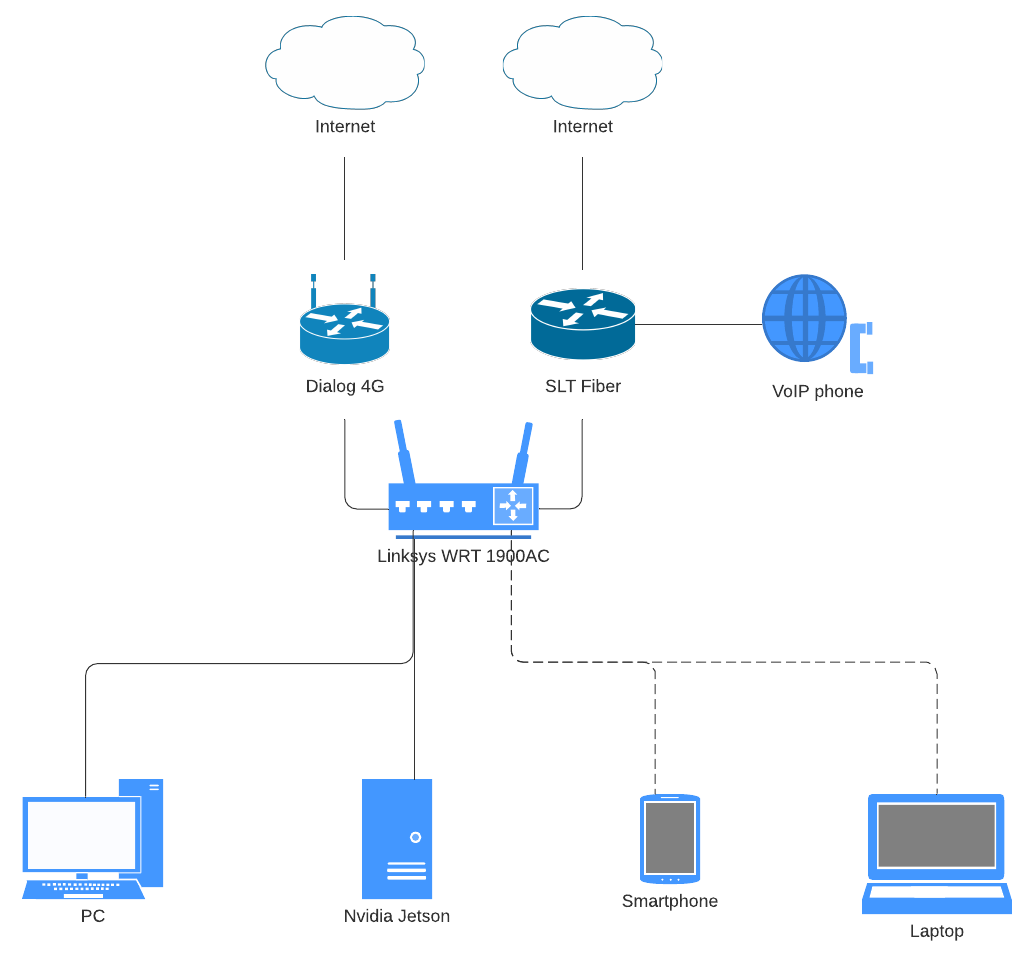 Internet
Internet
Dialog 4G
SLT Fiber
VoIP phone
Linksys WRT 1900AC
PC
Nvidia Jetson
Smartphone
Laptop